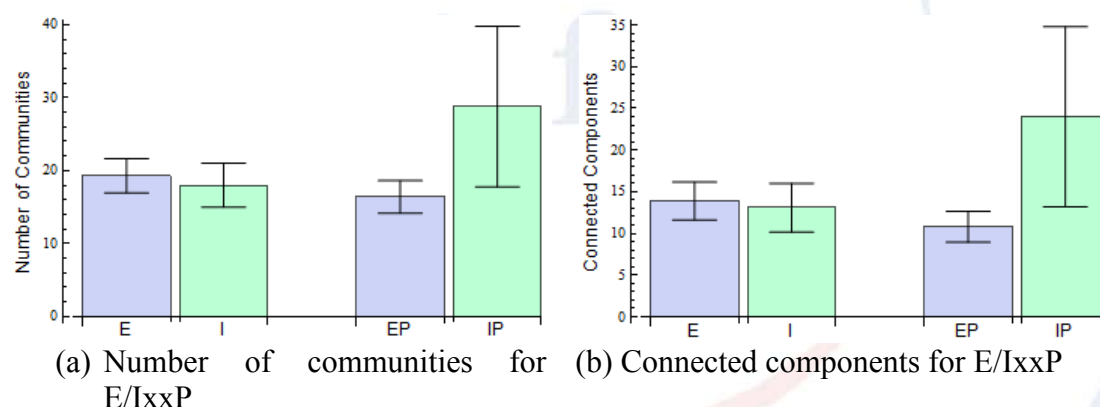 40
30
20
10
0
Number of Communities
E I EP IP
35
30
25
20
15
10
5
0
Connected Components
E I EP IP
(a) Number of communities for
E/IxxP
(b) Connected components for E/IxxP